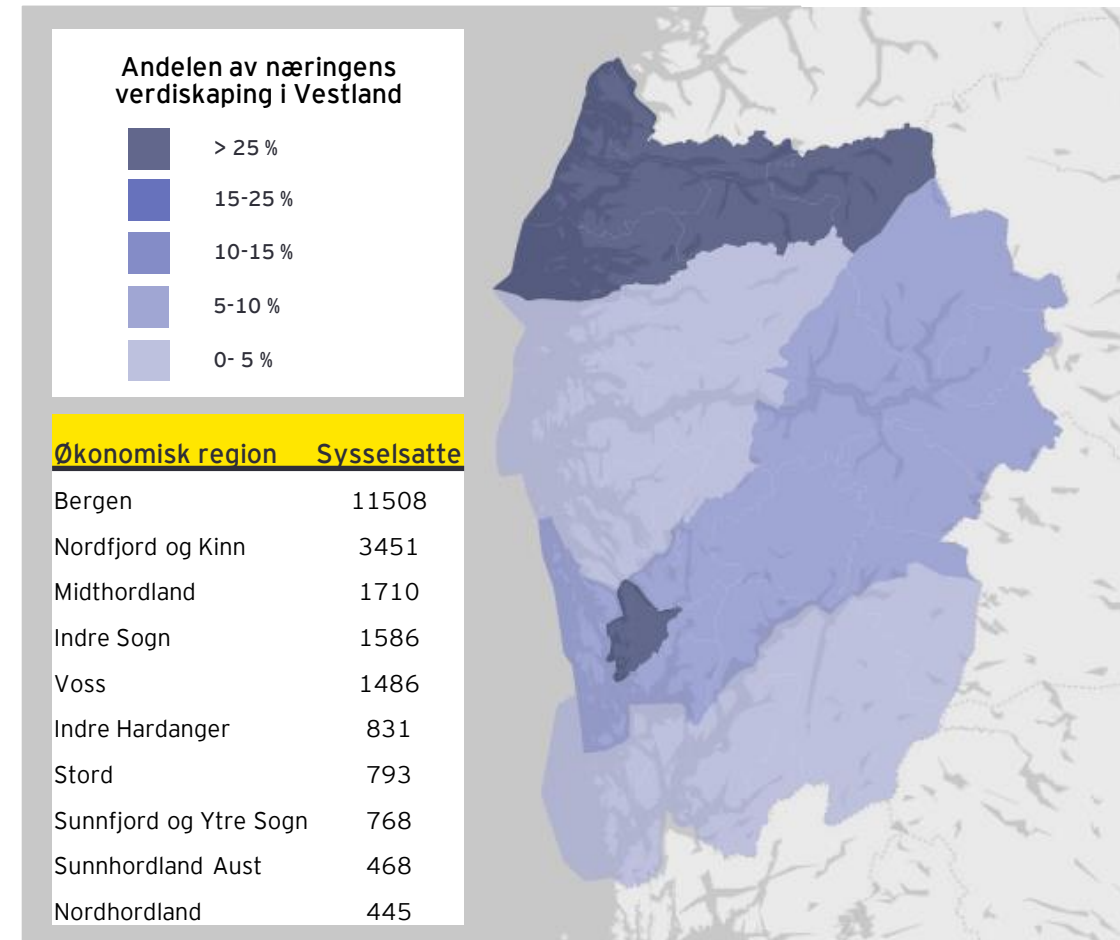 Andelen av næringens
verdiskaping i Vestland
> 25 %
15-25 %
10-15 %
5-10 %
0- 5 %
Økonomisk region Sysselsatte
Bergen 11508
Nordfjord og Kinn 3451
Midthordland 1710
Indre Sogn 1586
Voss 1486
Indre Hardanger 831
Stord 793
Sunnfjord og Ytre Sogn 768
Sunnhordland Aust 468
Nordhordland 445